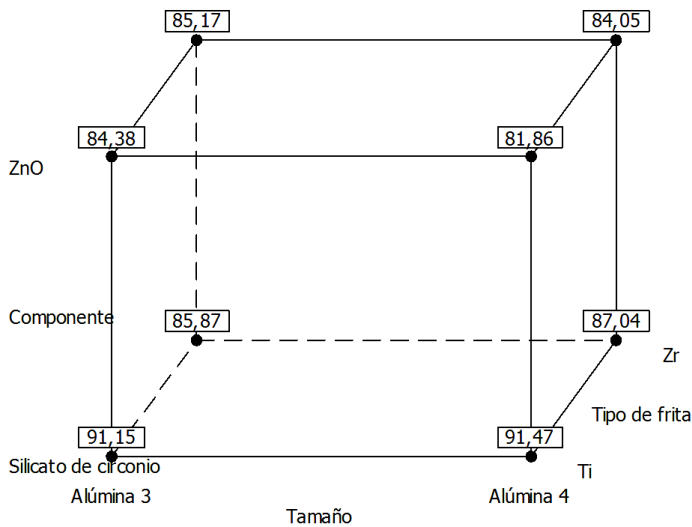 85,17
84,05
84,38
81,86
ZnO
Componente
85,87
87,04
Zr
Tipo de frita
91,15
91,47
Silicato de circonio
Ti
Alúmina 3
Alúmina 4
Tamaño